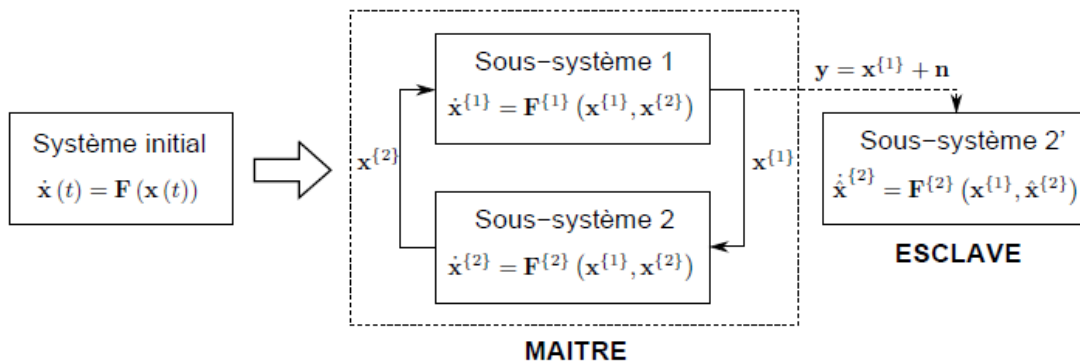 Système initial
ẋ (t) = F (x (t))
Sous−système 1
ẋ^{1} = F^{1} (x^{1}, x^{2})
x^{2}
x^{1}
Sous−système 2
ẋ^{2} = F^{2} (x^{1}, x^{2})
MAITRE
y = x^{1} + n
Sous−système 2'
x̂̇^{2} = F^{2} (x^{1}, x̂^{2})
ESCLAVE